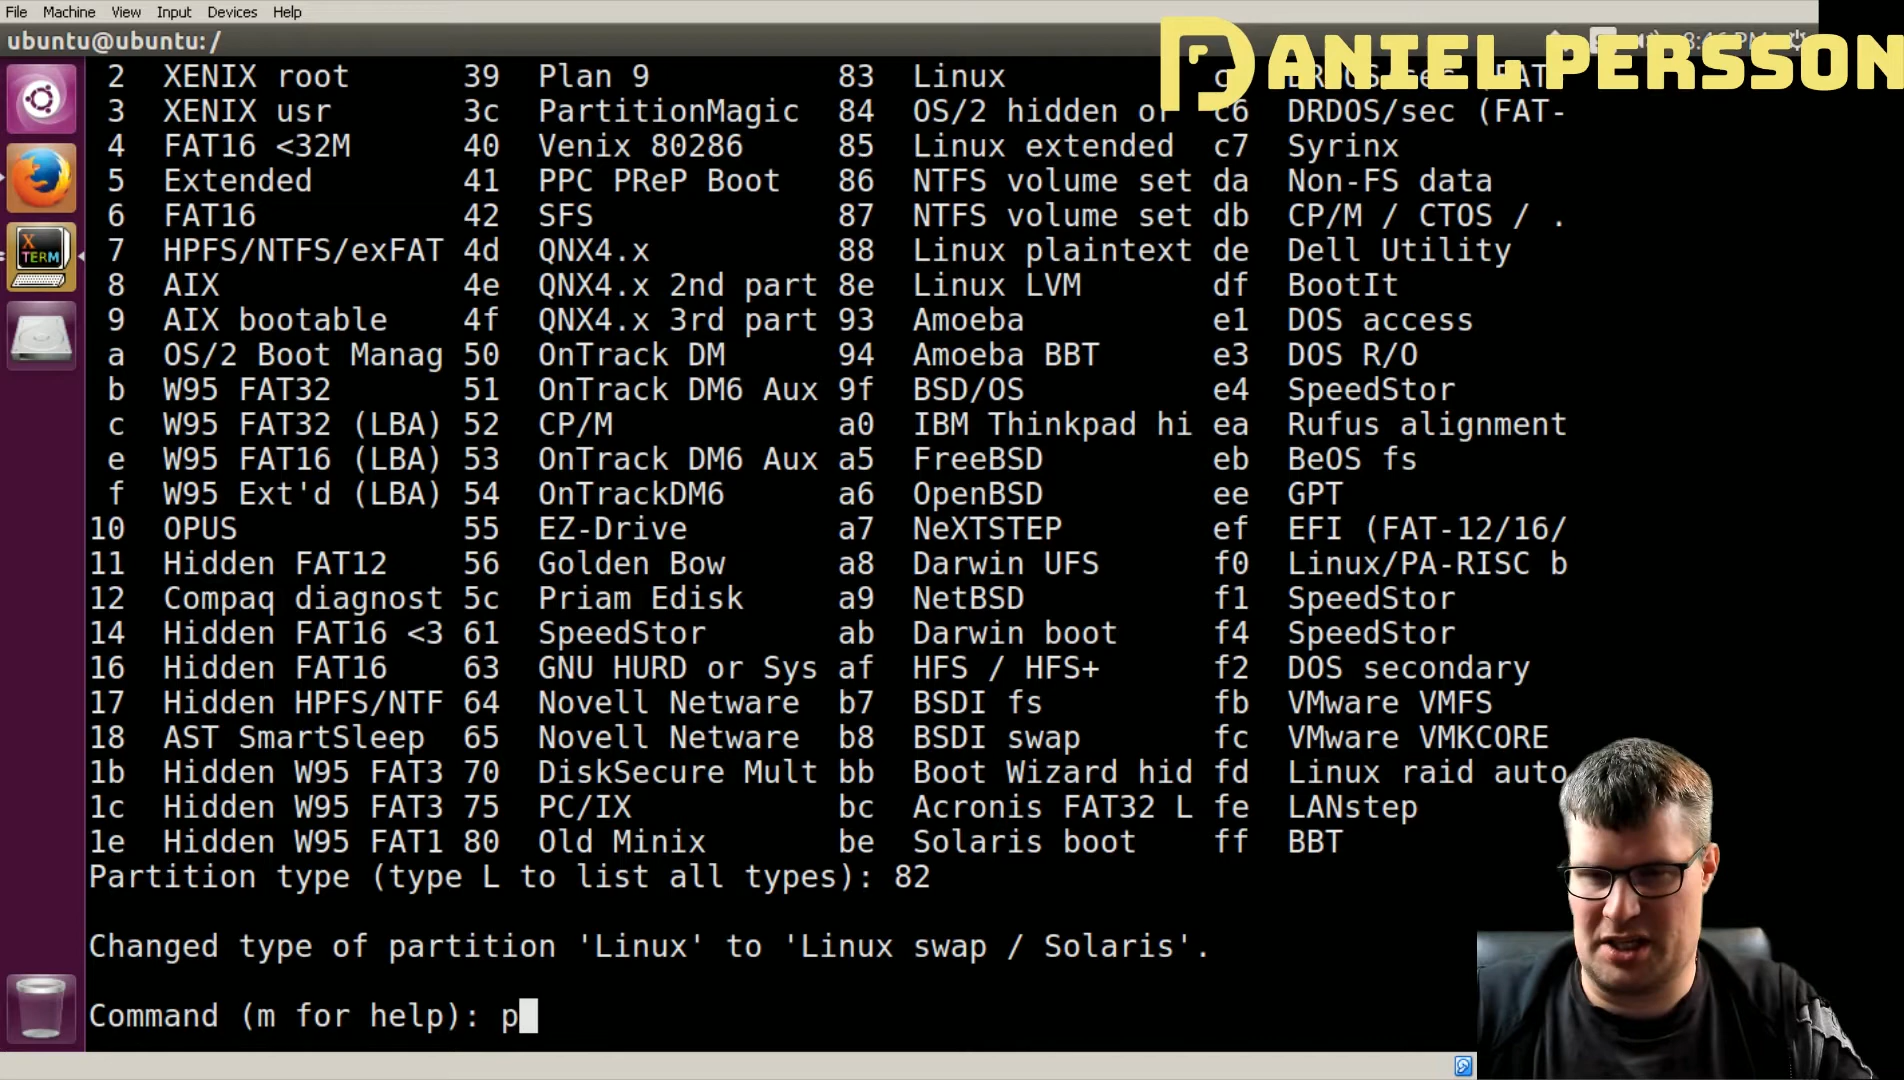 File Machine View Input Devices Help
ubuntu@ubuntu: /
DANIEL PERSSON
2 XENIX root 39 Plan 9 83 Linux DRDOS/sec (FAT-
3 XENIX usr 3c PartitionMagic 84 OS/2 hidden or c6 DRDOS/sec (FAT-
4 FAT16 <32M 40 Venix 80286 85 Linux extended c7 Syrinx
5 Extended 41 PPC PReP Boot 86 NTFS volume set da Non-FS data
6 FAT16 42 SFS 87 NTFS volume set db CP/M / CTOS / .
7 HPFS/NTFS/exFAT 4d QNX4.x 88 Linux plaintext de Dell Utility
8 AIX 4e QNX4.x 2nd part 8e Linux LVM df BootIt
9 AIX bootable 4f QNX4.x 3rd part 93 Amoeba e1 DOS access
a OS/2 Boot Manag 50 OnTrack DM 94 Amoeba BBT e3 DOS R/O
b W95 FAT32 51 OnTrack DM6 Aux 9f BSD/OS e4 SpeedStor
c W95 FAT32 (LBA) 52 CP/M a0 IBM Thinkpad hi ea Rufus alignment
e W95 FAT16 (LBA) 53 OnTrack DM6 Aux a5 FreeBSD eb BeOS fs
f W95 Ext'd (LBA) 54 OnTrackDM6 a6 OpenBSD ee GPT
10 OPUS 55 EZ-Drive a7 NeXTSTEP ef EFI (FAT-12/16/
11 Hidden FAT12 56 Golden Bow a8 Darwin UFS f0 Linux/PA-RISC b
12 Compaq diagnost 5c Priam Edisk a9 NetBSD f1 SpeedStor
14 Hidden FAT16 <3 61 SpeedStor ab Darwin boot f4 SpeedStor
16 Hidden FAT16 63 GNU HURD or Sys af HFS / HFS+ f2 DOS secondary
17 Hidden HPFS/NTF 64 Novell Netware b7 BSDI fs fb VMware VMFS
18 AST SmartSleep 65 Novell Netware b8 BSDI swap fc VMware VMKCORE
1b Hidden W95 FAT3 70 DiskSecure Mult bb Boot Wizard hid fd Linux raid auto
1c Hidden W95 FAT3 75 PC/IX bc Acronis FAT32 L fe LANstep
1e Hidden W95 FAT1 80 Old Minix be Solaris boot ff BBT
Partition type (type L to list all types): 82
Changed type of partition 'Linux' to 'Linux swap / Solaris'.
Command (m for help): p
X
TERM